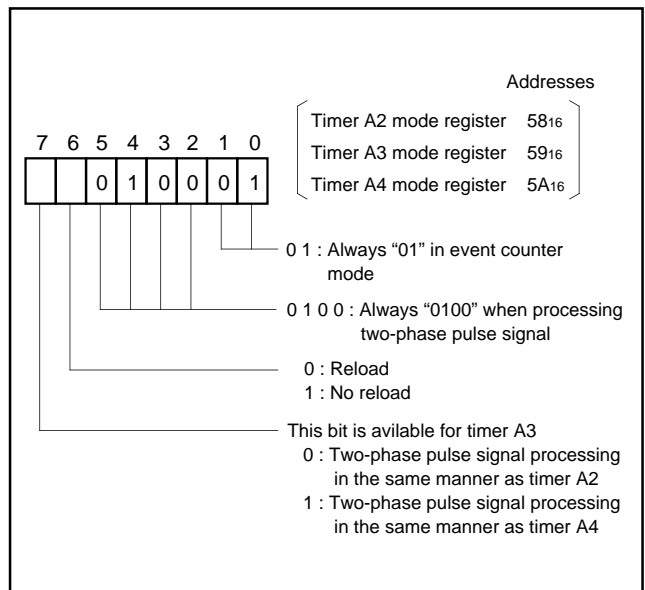 Addresses
Timer A2 mode register 5816
Timer A3 mode register 5916
Timer A4 mode register 5A16
7 6 5 4 3 2 1 0
0 1 0 0 0 1
0 1 : Always “01” in event counter
mode
0 1 0 0 : Always “0100” when processing
two-phase pulse signal
0 : Reload
1 : No reload
This bit is avilable for timer A3
0 : Two-phase pulse signal processing
in the same manner as timer A2
1 : Two-phase pulse signal processing
in the same manner as timer A4